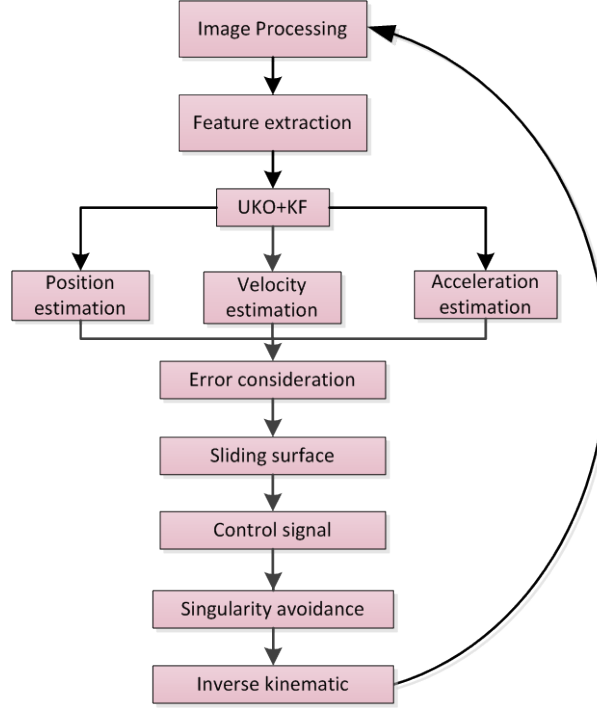 Image Processing
Feature extraction
UKO+KF
Position
estimation
Velocity
estimation
Acceleration
estimation
Error consideration
Sliding surface
Control signal
Singularity avoidance
Inverse kinematic